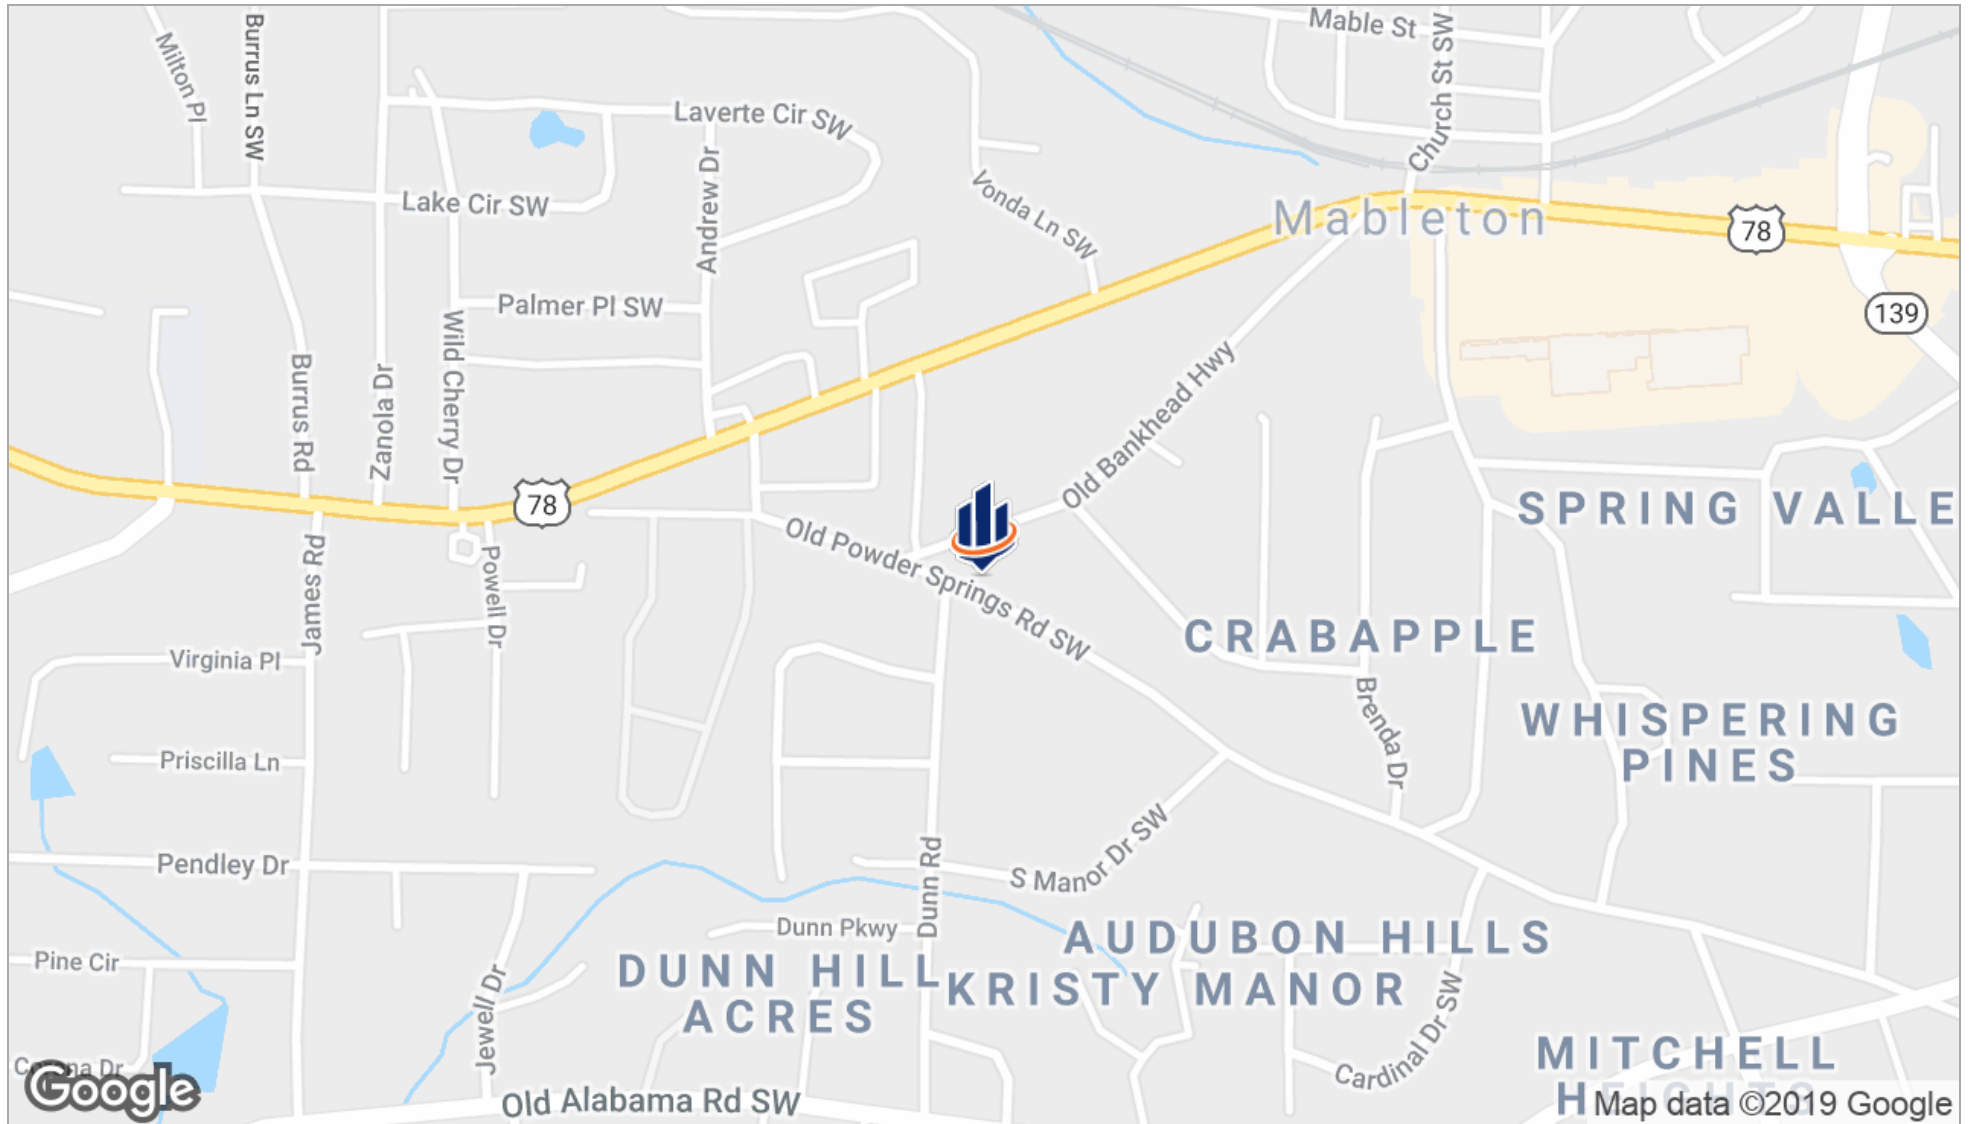 Mable St
Milton Pl
Burrus Ln SW
Church St SW
Laverte Cir SW
Andrew Dr
Lake Cir SW
Vonda Ln SW
Mableton
78
139
Palmer Pl SW
Wild Cherry Dr
Burrus Rd
Zanola Dr
Old Bankhead Hwy
78
SPRING VALLE
Old Powder Springs Rd SW
James Rd
Powell Dr
CRABAPPLE
Virginia Pl
Brenda Dr
WHISPERING
PINES
Priscilla Ln
S Manor Dr SW
Pendley Dr
Dunn Rd
Dunn Pkwy
AUDUBON HILLS
Pine Cir
DUNN HILL
ACRES
KRISTY MANOR
Jewell Dr
Cardinal Dr SW
MITCHELL
HEIGHTS
Dr
Google
Old Alabama Rd SW
Map data ©2019 Google